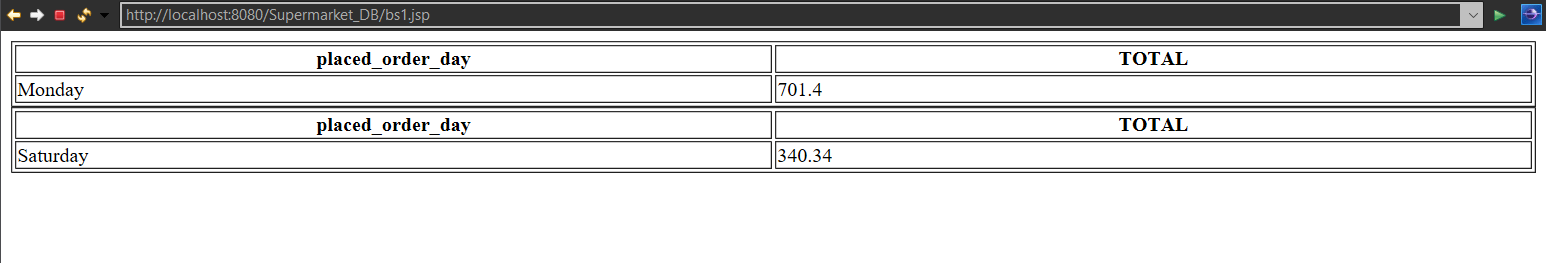 http://localhost:8080/Supermarket_DB/bs1.jsp
placed_order_day TOTAL
Monday 701.4
placed_order_day TOTAL
Saturday 340.34